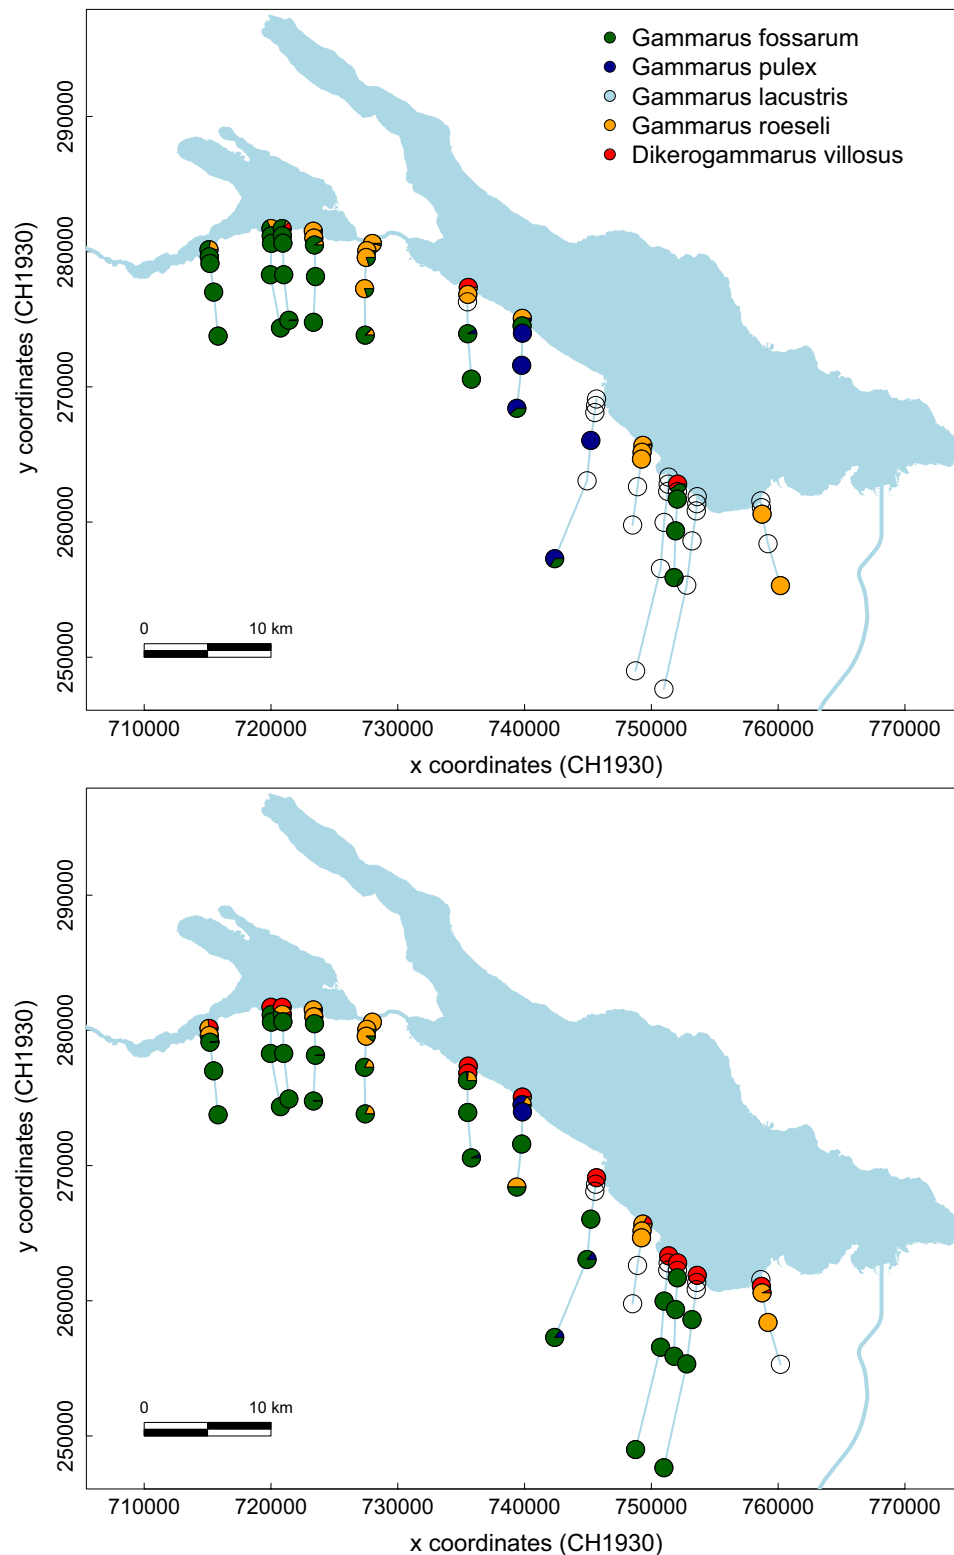 Gammarus fossarum
Gammarus pulex
Gammarus lacustris
Gammarus roeseli
Dikerogammarus villosus
y coordinates (CH1930)
290000
280000
270000
260000
250000
0 10 km
710000 720000 730000 740000 750000 760000 770000
x coordinates (CH1930)
y coordinates (CH1930)
290000
280000
270000
260000
250000
0 10 km
710000 720000 730000 740000 750000 760000 770000
x coordinates (CH1930)